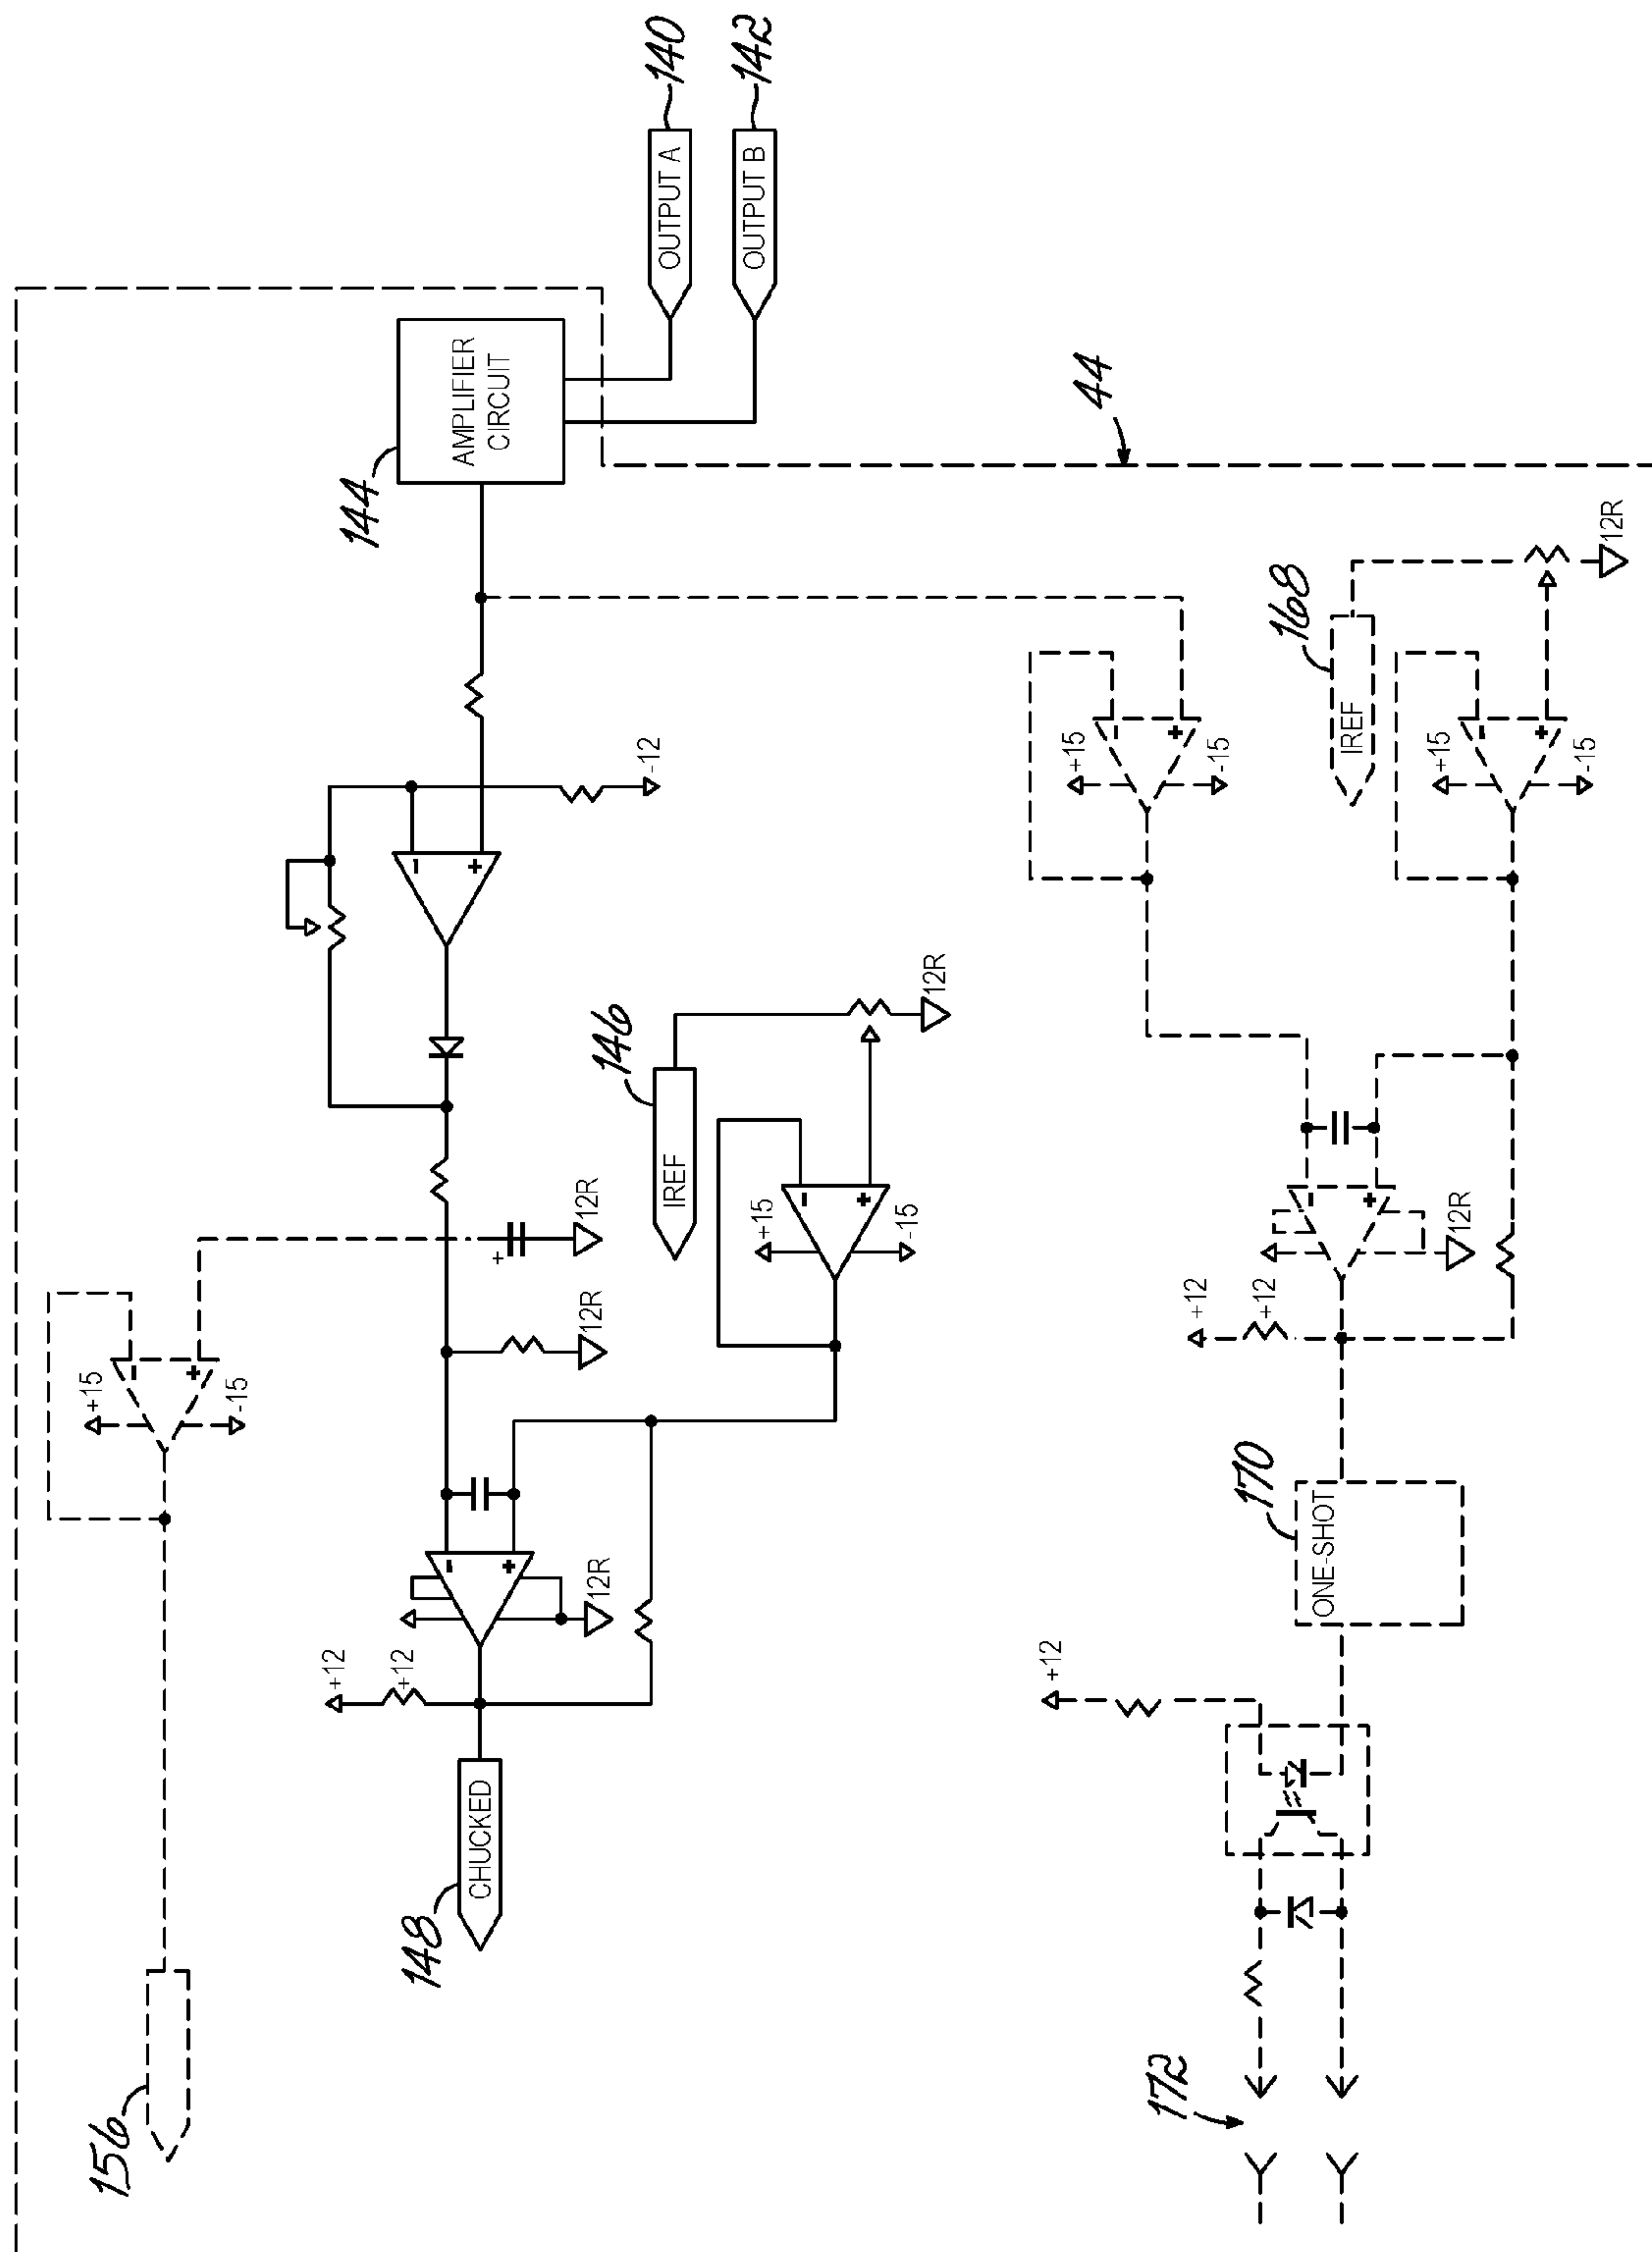 156
+15
-15
+12
+12
144
AMPLIFIER
CIRCUIT
148
CHUCKED
+
12R
12R
12R
-12
146
IREF
OUTPUT A
140
OUTPUT B
142
+15
-15
12R
+12
+15
-15
44
172
+12
+12
170
ONE-SHOT
12R
168
IREF
+15
-15
12R